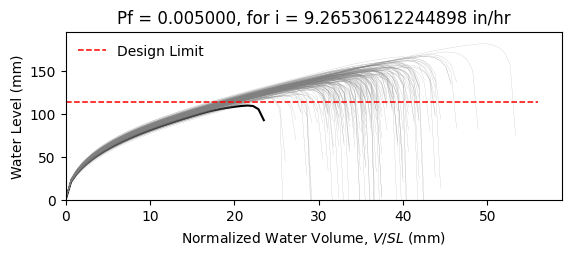 Pf = 0.005000, for i = 9.26530612244898 in/hr
Water Level (mm)
150
100
50
0
Design Limit
0 10 20 30 40 50
Normalized Water Volume, V/SL (mm)